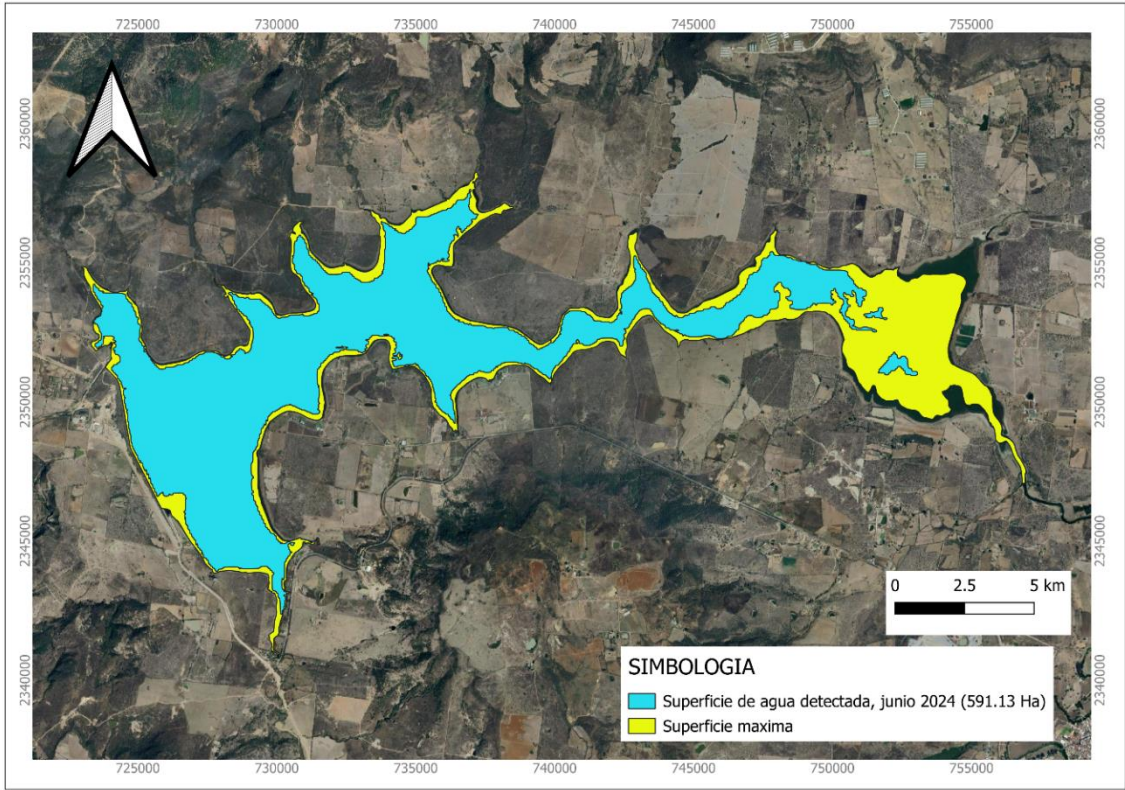 725000 730000 735000 740000 745000 750000 755000
2360000 2360000
2355000 2355000
2350000 2350000
2345000 2345000
2340000 2340000
0 2.5 5 km
SIMBOLOGIA
Superficie de agua detectada, junio 2024 (591.13 Ha)
Superficie maxima
725000 730000 735000 740000 745000 750000 755000